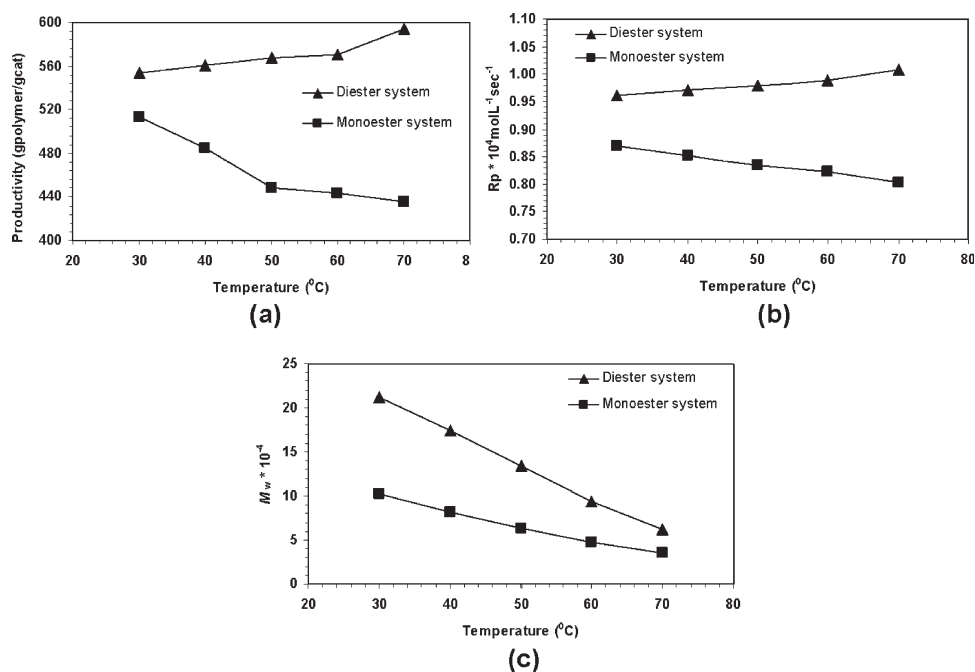 Productivity (gpolymer/gcat)
600
560
520
480
440
400
20 30 40 50 60 70 8
Temperature (⁰C)
Diester system
Monoester system
(a)
Rp * 10⁴molL⁻¹sec⁻¹
1.10
1.05
1.00
0.95
0.90
0.85
0.80
0.75
0.70
20 30 40 50 60 70 80
Temperature (⁰C)
Diester system
Monoester system
(b)
Mw * 10⁻⁴
25
20
15
10
5
0
20 30 40 50 60 70 80
Temperature (⁰C)
Diester system
Monoester system
(c)